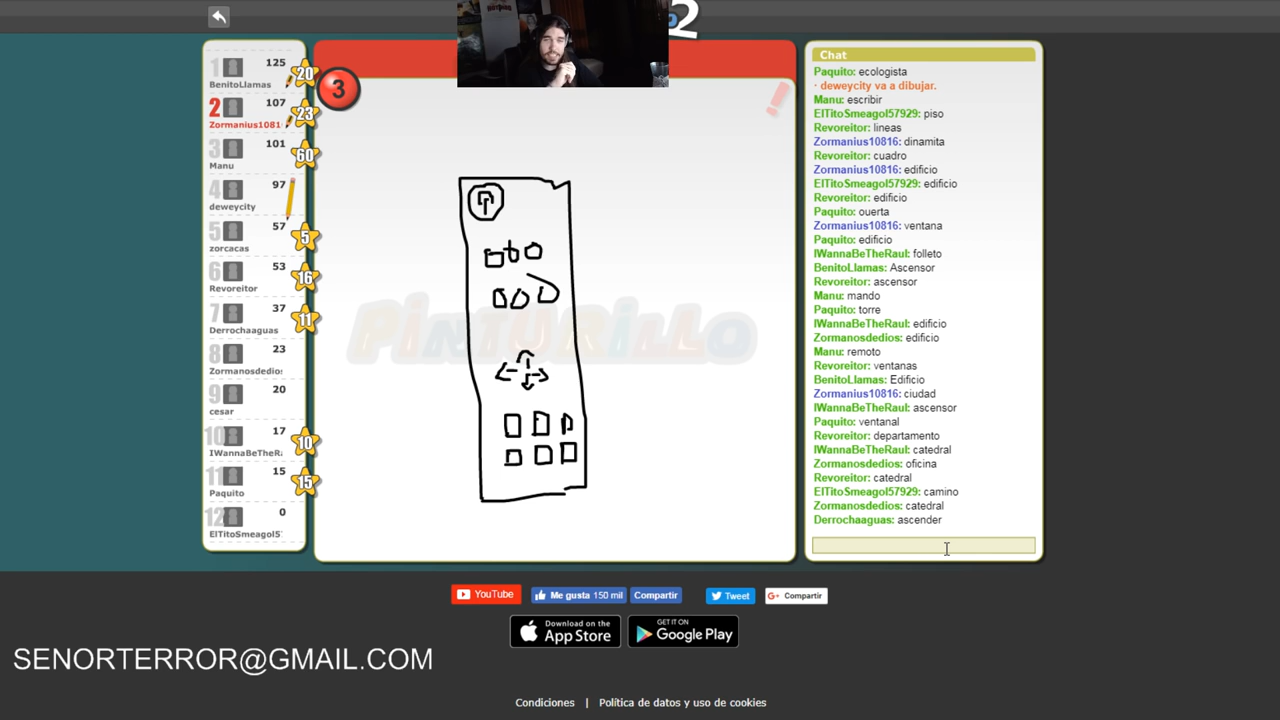 2
1
125
BenitoLlamas
20
2
107
Zormanius1081
23
3
101
Manu
60
4
97
deweycity
5
57
zorcacas
5
6
53
Revoreitor
16
7
37
Derrochaaguas
11
8
23
Zormanosdedios
9
20
cesar
10
17
IWannaBeTheRa
10
11
15
Paquito
15
12
0
ElTitoSmeagol5
3
!
PiNTURiLLO
Chat
Paquito: ecologista
· deweycity va a dibujar.
Manu: escribir
ElTitoSmeagol57929: piso
Revoreitor: lineas
Zormanius10816: dinamita
Revoreitor: cuadro
Zormanius10816: edificio
ElTitoSmeagol57929: edificio
Revoreitor: edificio
Paquito: ouerta
Zormanius10816: ventana
Paquito: edificio
IWannaBeTheRaul: folleto
BenitoLlamas: Ascensor
Revoreitor: ascensor
Manu: mando
Paquito: torre
IWannaBeTheRaul: edificio
Zormanosdedios: edificio
Manu: remoto
Revoreitor: ventanas
BenitoLlamas: Edificio
Zormanius10816: ciudad
IWannaBeTheRaul: ascensor
Paquito: ventanal
Revoreitor: departamento
IWannaBeTheRaul: catedral
Zormanosdedios: oficina
Revoreitor: catedral
ElTitoSmeagol57929: camino
Zormanosdedios: catedral
Derrochaaguas: ascender
YouTube
Me gusta 150 mil
Compartir
Tweet
G+ Compartir
Download on the
App Store
GET IT ON
Google Play
SENORTERROR@GMAIL.COM
Condiciones | Política de datos y uso de cookies